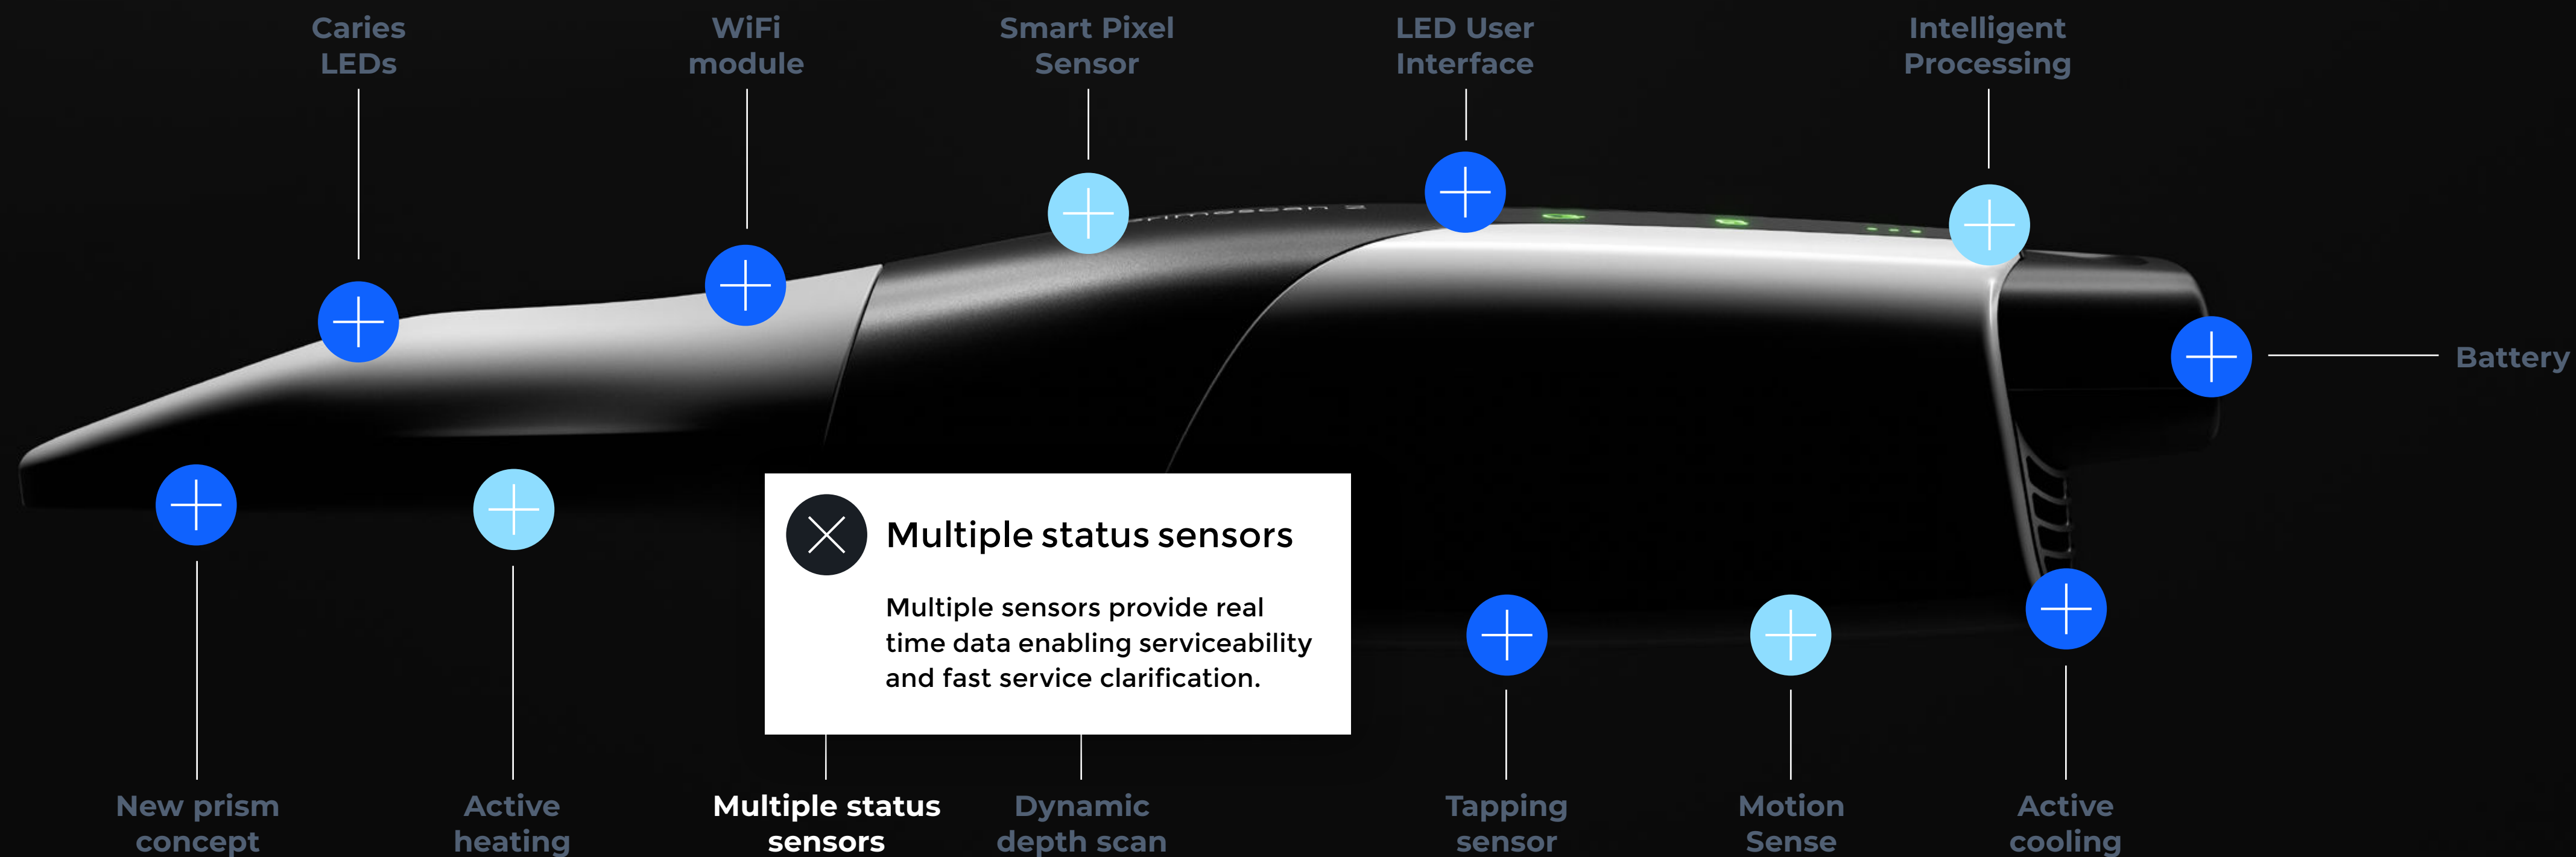 Caries
LEDs
WiFi
module
Smart Pixel
Sensor
LED User
Interface
Intelligent
Processing
Battery
Multiple status sensors
Multiple sensors provide real
time data enabling serviceability
and fast service clarification.
New prism
concept
Active
heating
Multiple status
sensors
Dynamic
depth scan
Tapping
sensor
Motion
Sense
Active
cooling